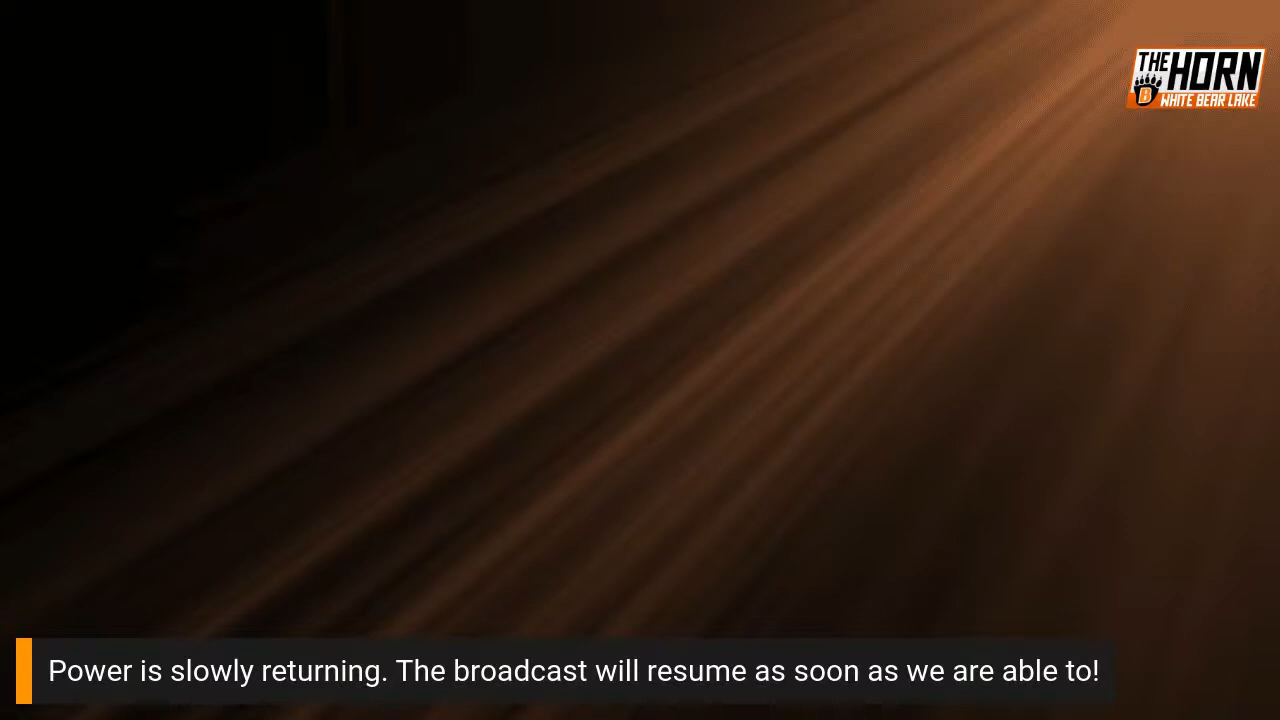 THE HORN
B
WHITE BEAR LAKE
Power is slowly returning. The broadcast will resume as soon as we are able to!